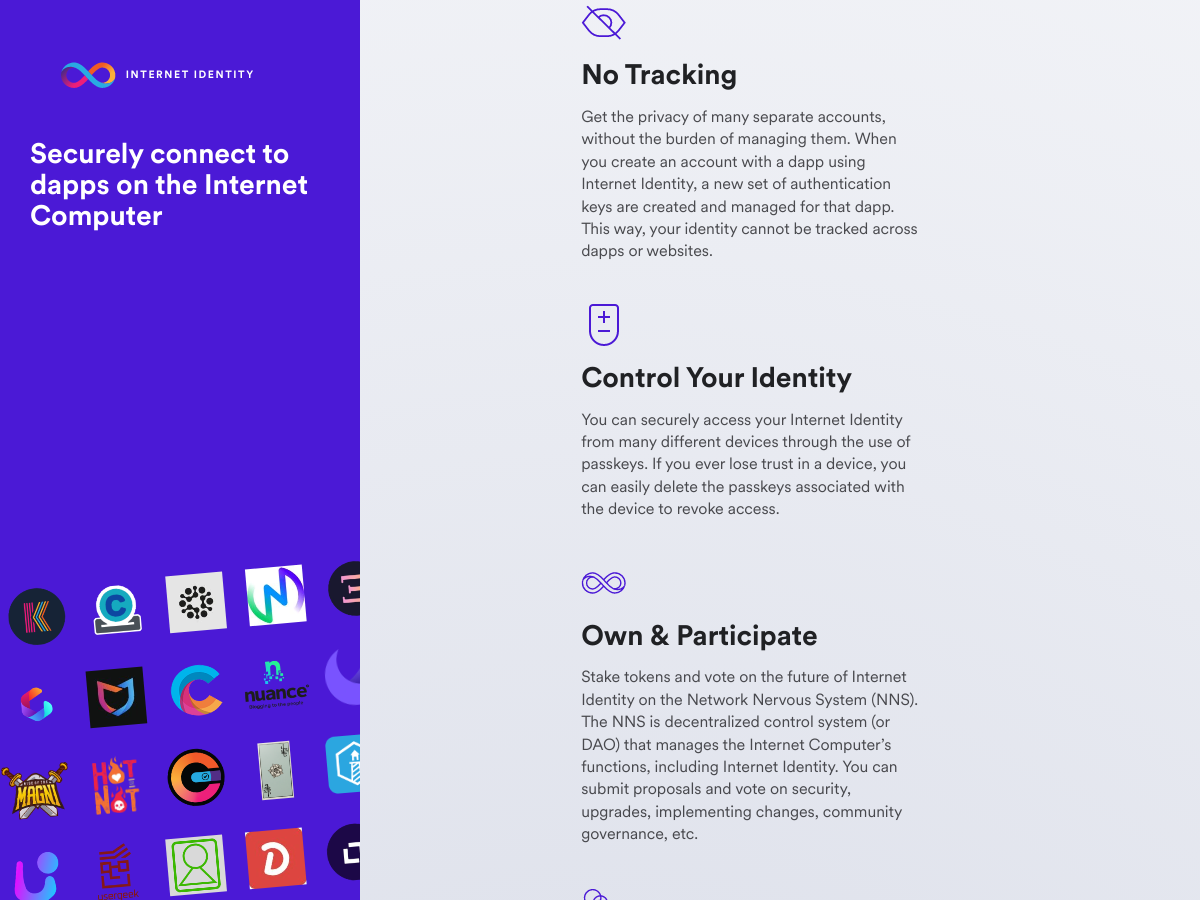 INTERNET IDENTITY
Securely connect to
dapps on the Internet
Computer
nuance
MAGNI
HOT
NOT
No Tracking
Get the privacy of many separate accounts,
without the burden of managing them. When
you create an account with a dapp using
Internet Identity, a new set of authentication
keys are created and managed for that dapp.
This way, your identity cannot be tracked across
dapps or websites.
Control Your Identity
You can securely access your Internet Identity
from many different devices through the use of
passkeys. If you ever lose trust in a device, you
can easily delete the passkeys associated with
the device to revoke access.
Own & Participate
Stake tokens and vote on the future of Internet
Identity on the Network Nervous System (NNS).
The NNS is decentralized control system (or
DAO) that manages the Internet Computer’s
functions, including Internet Identity. You can
submit proposals and vote on security,
upgrades, implementing changes, community
governance, etc.